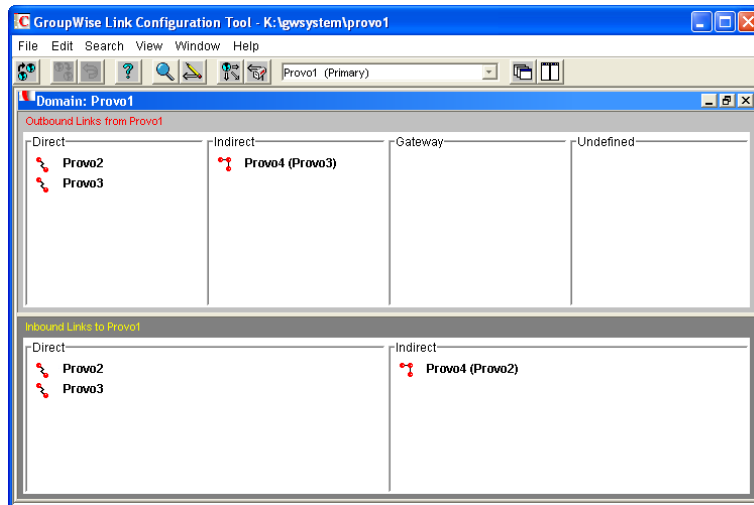 GroupWise Link Configuration Tool - K:\gwsystem\provo1
File Edit Search View Window Help
Provo1 (Primary)
Domain: Provo1
Outbound Links from Provo1
Direct Indirect Gateway Undefined
Provo2 Provo4 (Provo3)
Provo3
Inbound Links to Provo1
Direct Indirect
Provo2 Provo4 (Provo2)
Provo3